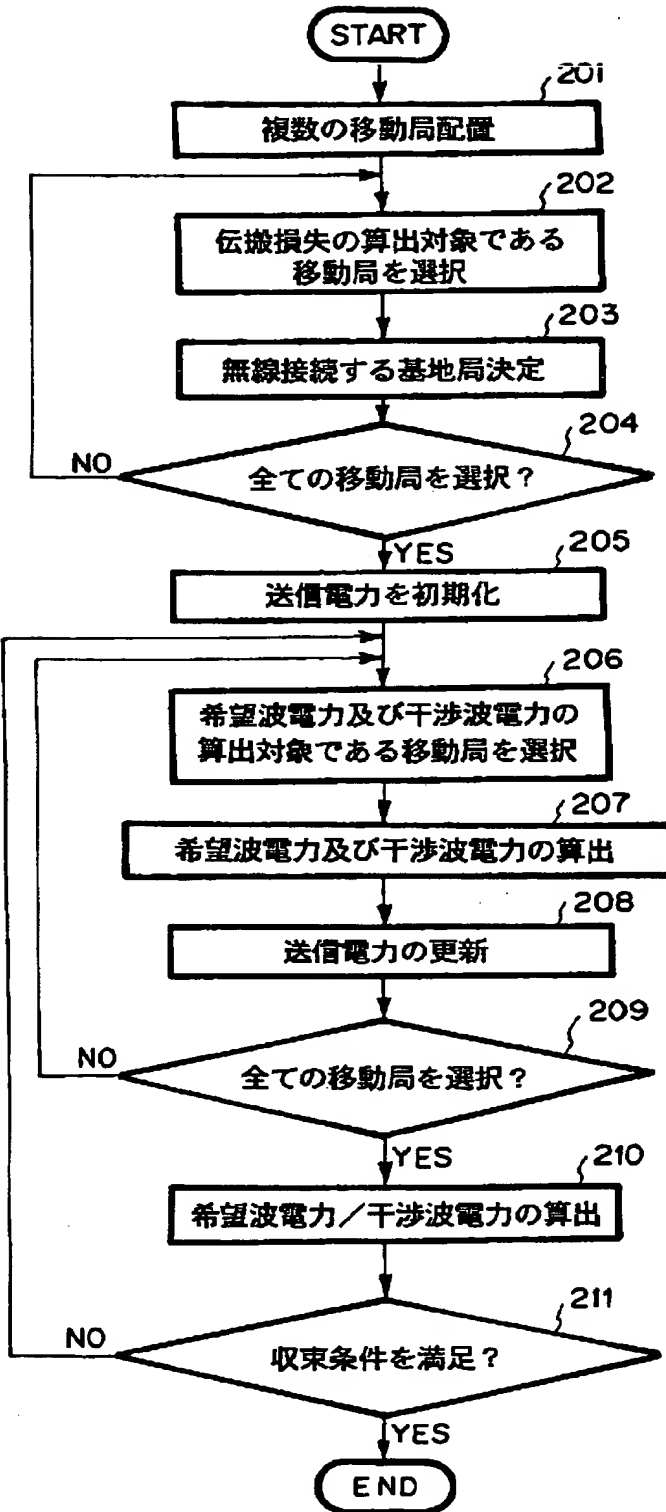 START
201
複数の移動局配置
202
伝搬損失の算出対象である
移動局を選択
203
無線接続する基地局決定
204
全ての移動局を選択?
NO
YES
205
送信電力を初期化
206
希望波電力及び干渉波電力の
算出対象である移動局を選択
207
希望波電力及び干渉波電力の算出
208
送信電力の更新
209
全ての移動局を選択?
NO
YES
210
希望波電力/干渉波電力の算出
211
収束条件を満足?
NO
YES
END